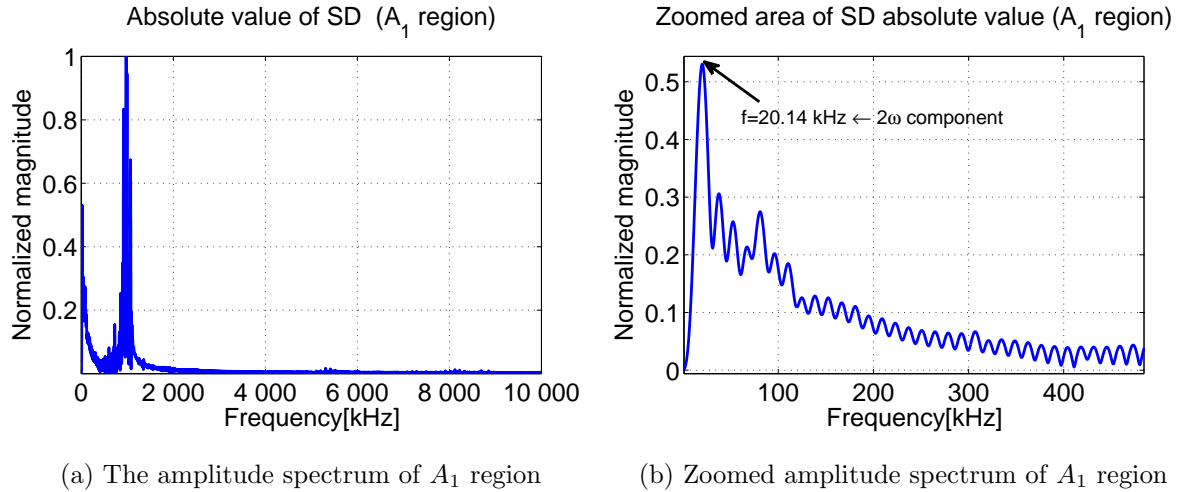 Absolute value of SD (A₁ region)
Normalized magnitude
1
0.8
0.6
0.4
0.2
0
2 000
4 000
6 000
8 000
10 000
Frequency[kHz]
(a) The amplitude spectrum of A₁ region
Zoomed area of SD absolute value (A₁ region)
Normalized magnitude
0.5
0.4
0.3
0.2
0.1
0
f=20.14 kHz ← 2ω component
100
200
300
400
Frequency[kHz]
(b) Zoomed amplitude spectrum of A₁ region